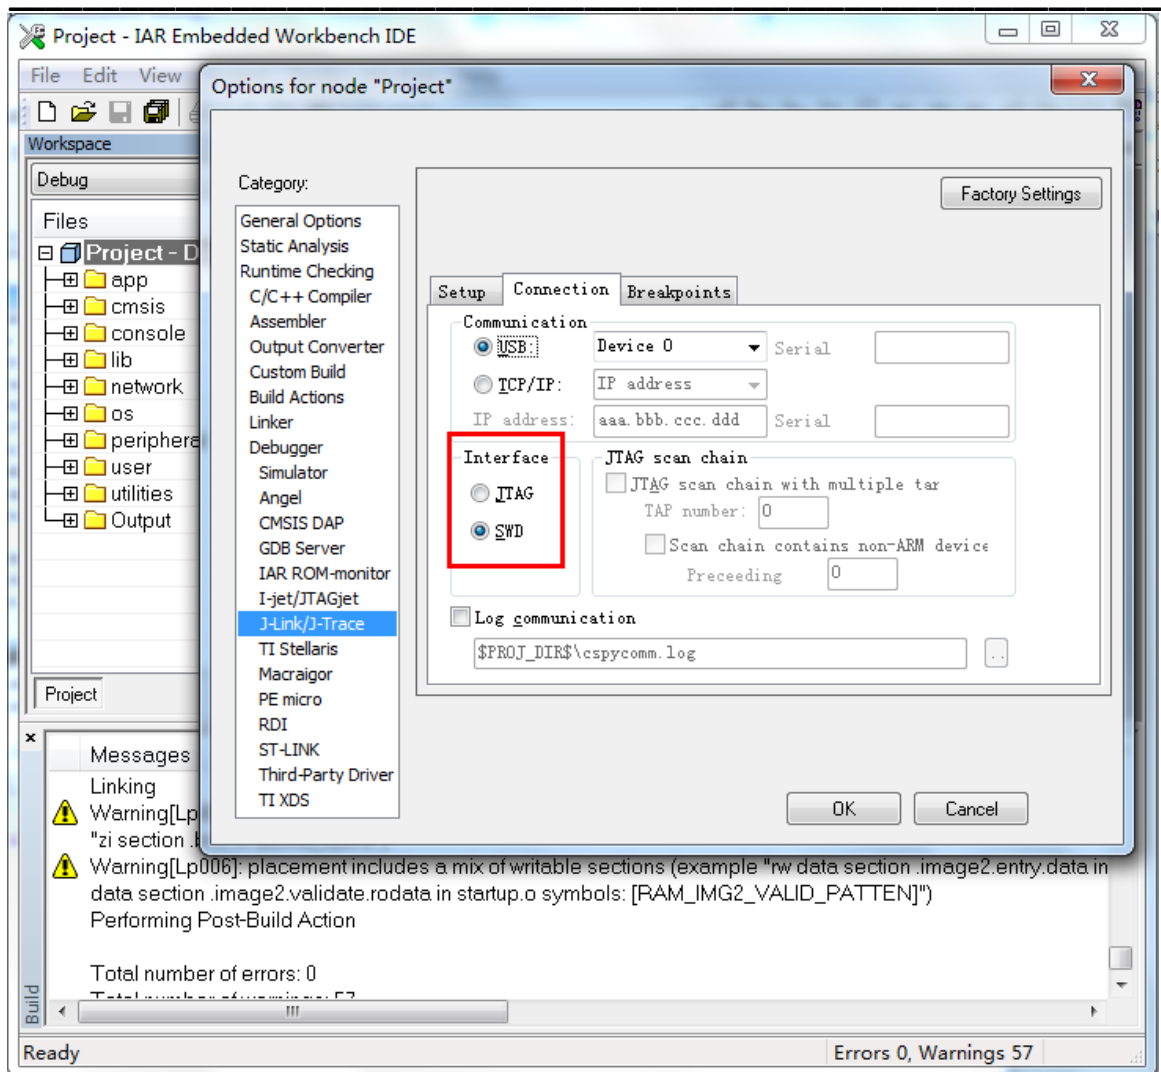 Project - IAR Embedded Workbench IDE
File Edit View
Options for node "Project"
Workspace
Debug
Files
Project - D
app
cmsis
console
lib
network
os
periphera
user
utilities
Output
Project
Category:
General Options
Static Analysis
Runtime Checking
C/C++ Compiler
Assembler
Output Converter
Custom Build
Build Actions
Linker
Debugger
Simulator
Angel
CMSIS DAP
GDB Server
IAR ROM-monitor
I-jet/JTAGjet
J-Link/J-Trace
TI Stellaris
Macraigor
PE micro
RDI
ST-LINK
Third-Party Driver
TI XDS
Factory Settings
Setup Connection Breakpoints
Communication
USB: Device 0 Serial
TCP/IP: IP address
IP address: aaa.bbb.ccc.ddd Serial
Interface
JTAG
SWD
JTAG scan chain
JTAG scan chain with multiple tar
TAP number: 0
Scan chain contains non-ARM device
Preceeding 0
Log communication
$PROJ_DIR$\cspycomm.log
..
OK Cancel
Messages
Linking
Warning[Lp
"zi section .
Warning[Lp006]: placement includes a mix of writable sections (example "rw data section .image2.entry.data in
data section .image2.validate.rodata in startup.o symbols: [RAM_IMG2_VALID_PATTEN]")
Performing Post-Build Action
Total number of errors: 0
Total number of warnings: 57
Build
Ready
Errors 0, Warnings 57